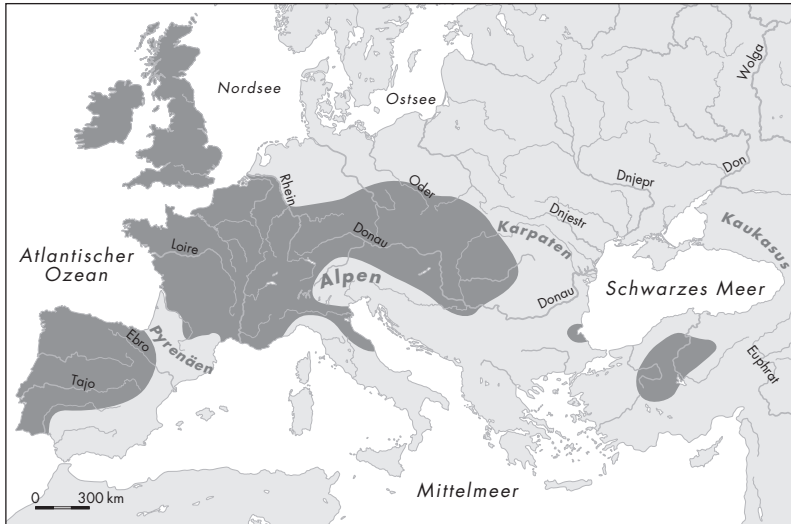 Wolga
Nordsee
Ostsee
Don
Dnjepr
Rhein
Oder
Dnjestr
Karpaten
Kaukasus
Donau
Loire
Atlantischer
Ozean
Alpen
Donau
Schwarzes Meer
Ebro
Pyrenäen
Euphrat
Tajo
Mittelmeer
0 300 km